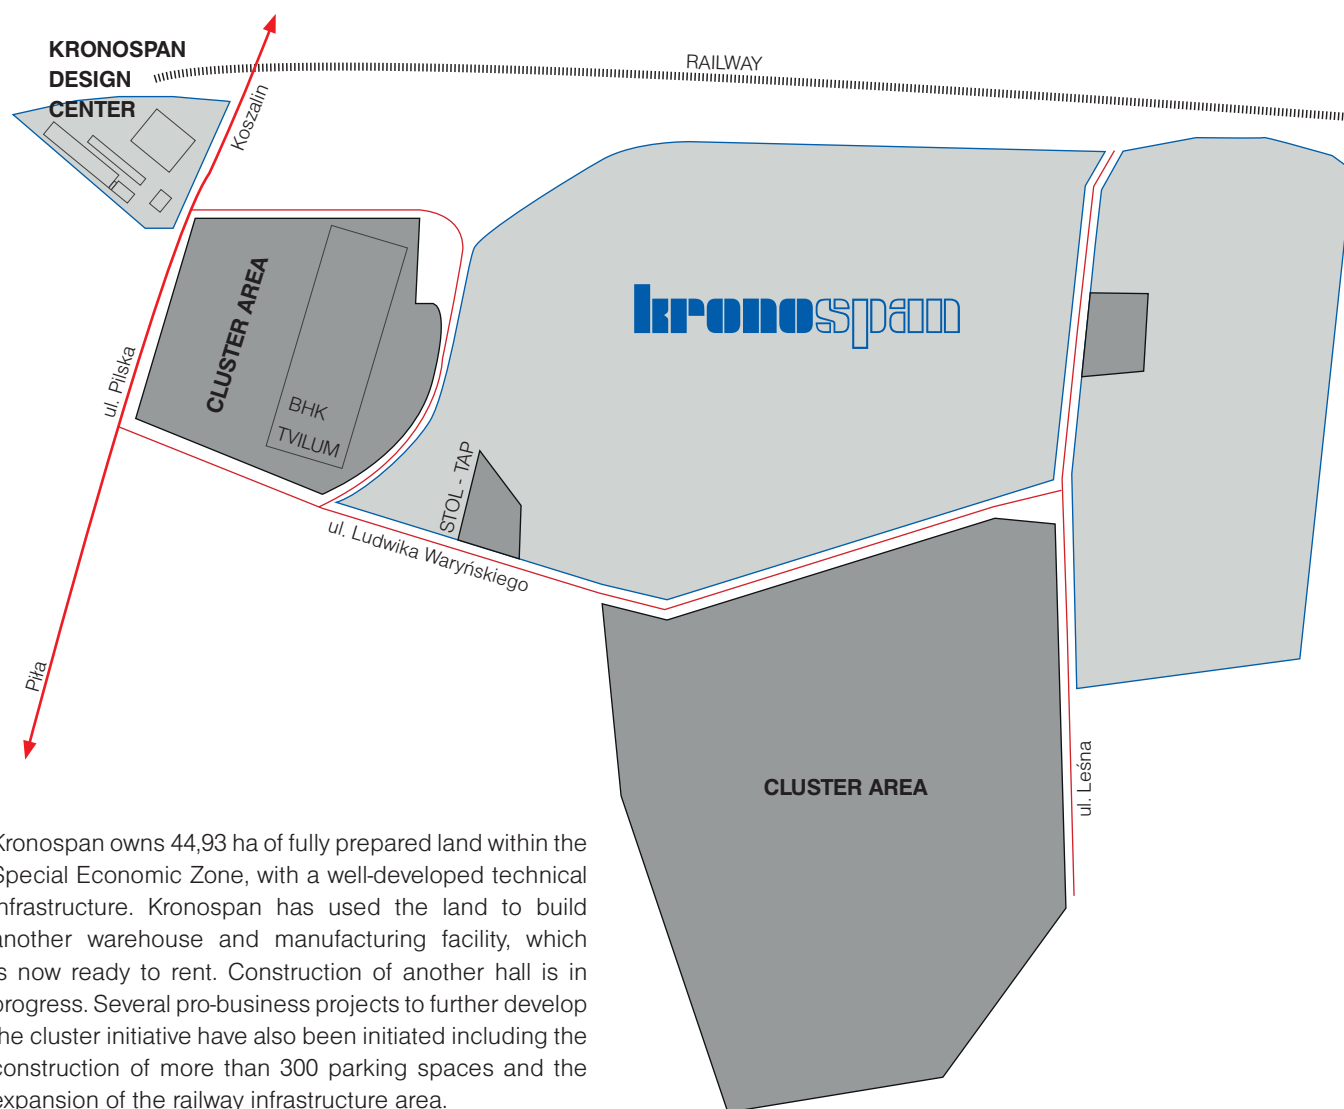 KRONOSPAN
DESIGN
CENTER
RAILWAY
Koszalin
kronospan
CLUSTER AREA
ul. Pilska
BHK
TVILUM
STOL - TAP
ul. Ludwika Waryńskiego
Piła
CLUSTER AREA
ul. Leśna
Kronospan owns 44,93 ha of fully prepared land within the
Special Economic Zone, with a well-developed technical
infrastructure. Kronospan has used the land to build
another warehouse and manufacturing facility, which
is now ready to rent. Construction of another hall is in
progress. Several pro-business projects to further develop
the cluster initiative have also been initiated including the
construction of more than 300 parking spaces and the
expansion of the railway infrastructure area.